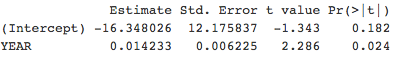 Estimate Std. Error t value Pr(>|t|)
(Intercept) -16.348026 12.175837 -1.343 0.182
YEAR 0.014233 0.006225 2.286 0.024